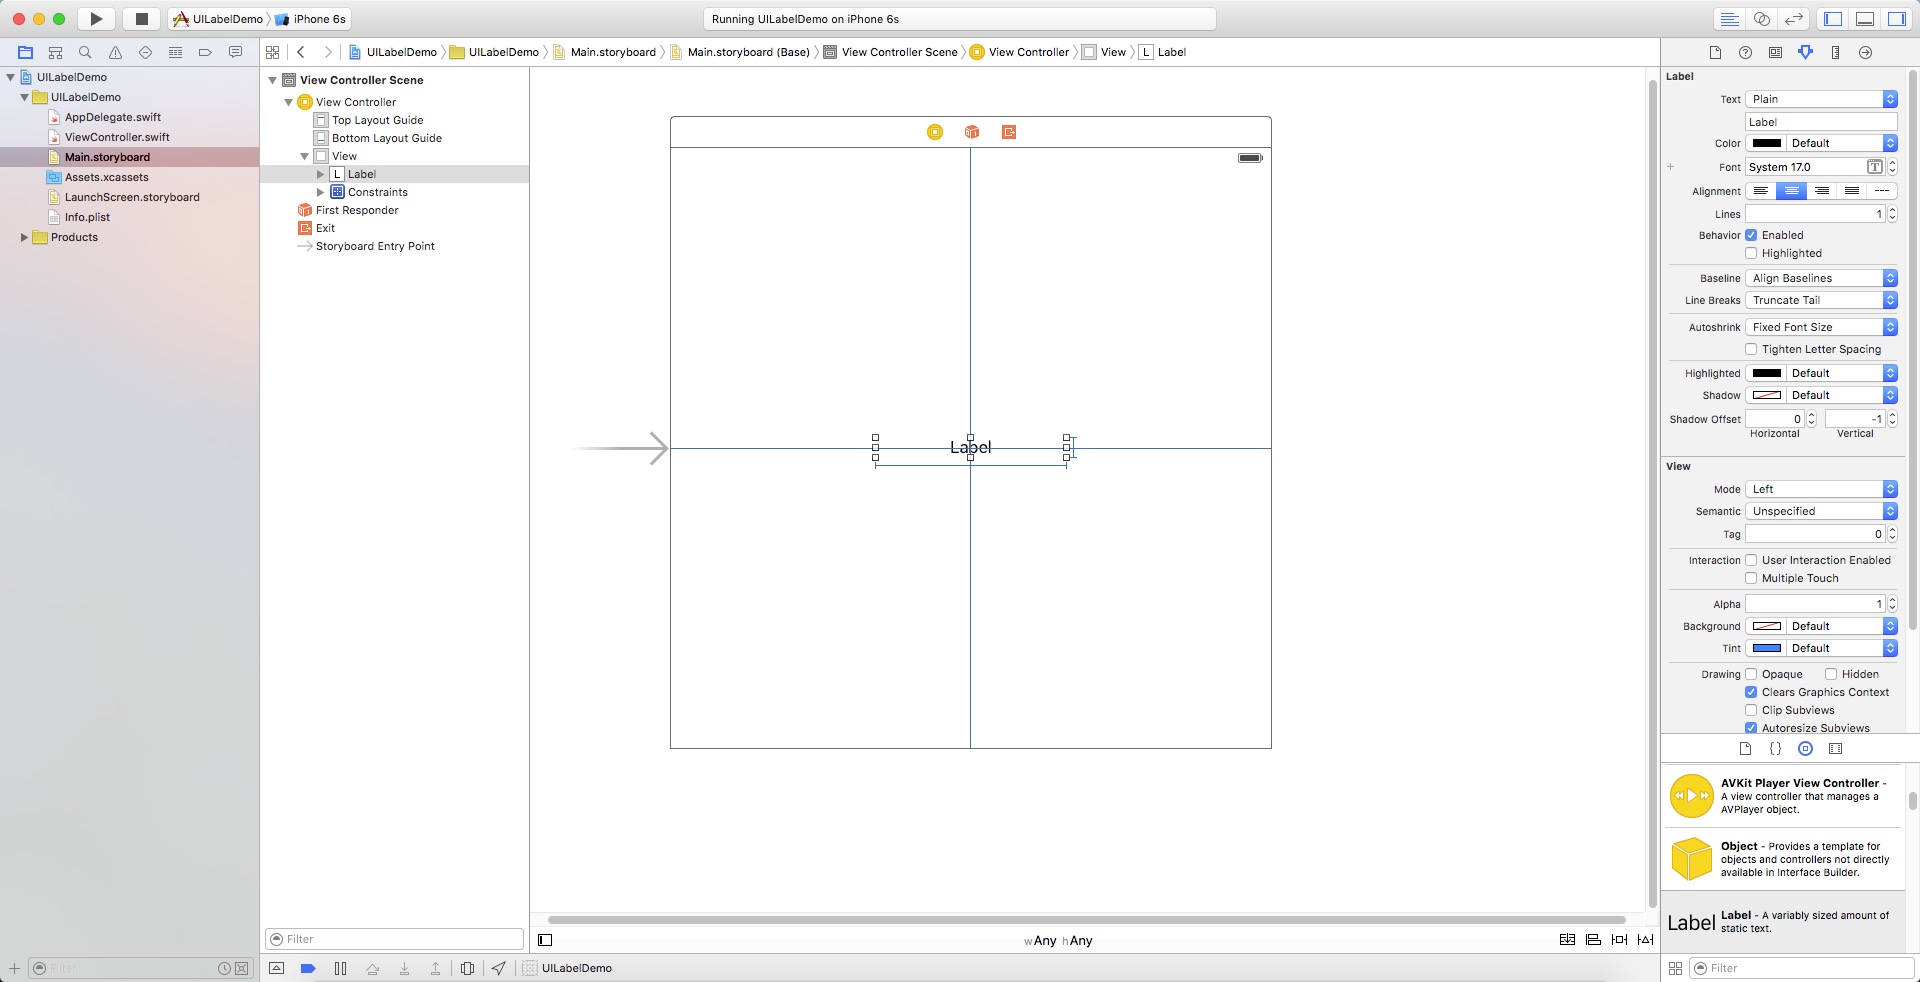 UILabelDemo iPhone 6s
Running UILabelDemo on iPhone 6s
UILabelDemo
UILabelDemo
AppDelegate.swift
ViewController.swift
Main.storyboard
Assets.xcassets
LaunchScreen.storyboard
Info.plist
Products
Filter
UILabelDemo UILabelDemo Main.storyboard Main.storyboard (Base) View Controller Scene View Controller View L Label
View Controller Scene
View Controller
Top Layout Guide
Bottom Layout Guide
View
L Label
Constraints
First Responder
Exit
Storyboard Entry Point
Filter
Label
wAny hAny
UILabelDemo
Label
Text Plain
Label
Color Default
Font System 17.0 T
Alignment
Lines 1
Behavior Enabled
Highlighted
Baseline Align Baselines
Line Breaks Truncate Tail
Autoshrink Fixed Font Size
Tighten Letter Spacing
Highlighted Default
Shadow Default
Shadow Offset 0 -1
Horizontal Vertical
View
Mode Left
Semantic Unspecified
Tag 0
Interaction User Interaction Enabled
Multiple Touch
Alpha 1
Background Default
Tint Default
Drawing Opaque Hidden
Clears Graphics Context
Clip Subviews
Autoresize Subviews
AVKit Player View Controller -
A view controller that manages a
AVPlayer object.
Object - Provides a template for
objects and controllers not directly
available in Interface Builder.
Label Label - A variably sized amount of
static text.
Filter